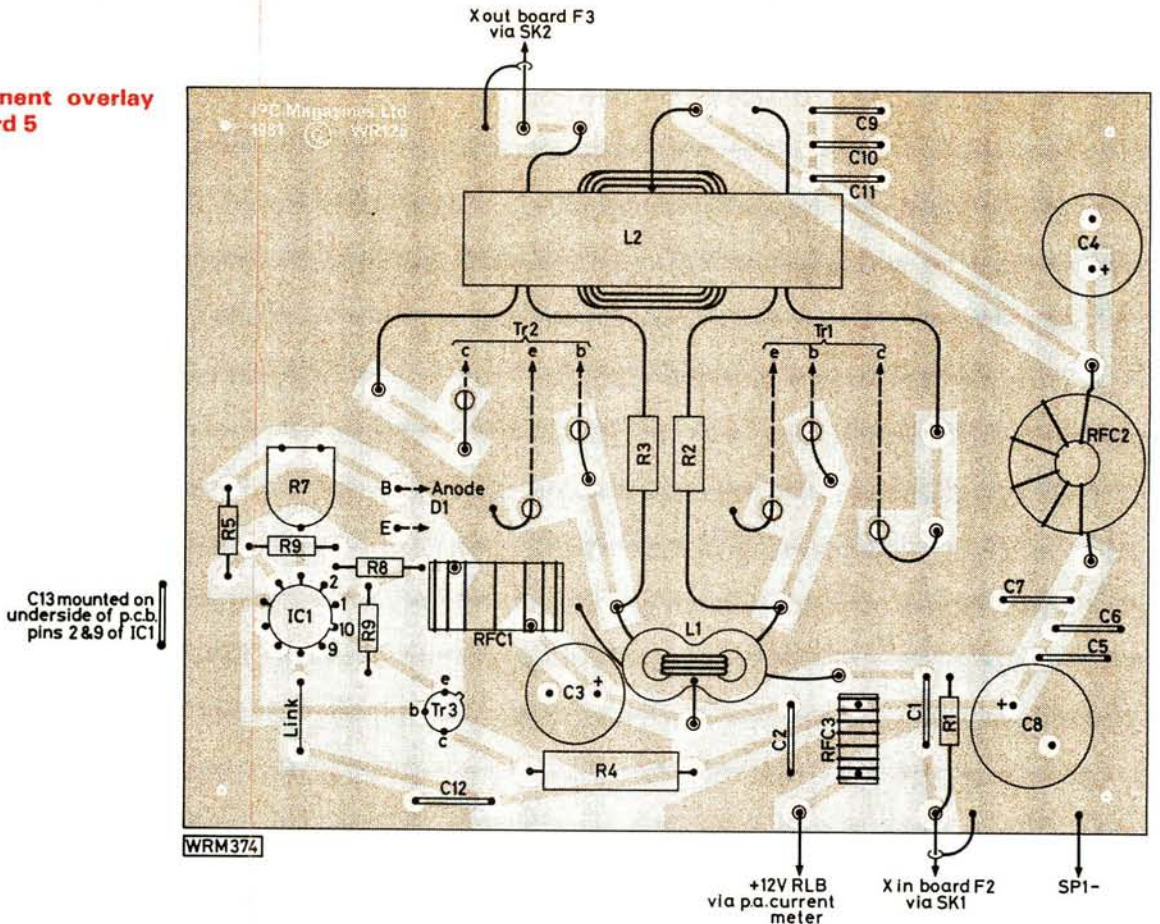 X out board F3
via SK2
nent overlay
rd 5
IPC Magazines Ltd
1981 © WR126
C9
C10
C11
C4
+
L2
Tr2
c e b
Tr1
e b c
RFC2
R3
R2
R7
B Anode
D1
E
R5
R9
R8
2
IC1
1
10
9
R9
RFC1
C13 mounted on
underside of p.c.b.
pins 2 & 9 of IC1
C7
C6
C5
L1
C3 +
e
b Tr3
c
Link
C2
RFC3
C1
R1
+
C8
R4
C12
WRM374
+12V RLB
via p.a. current
meter
X in board F2
via SK1
SP1-